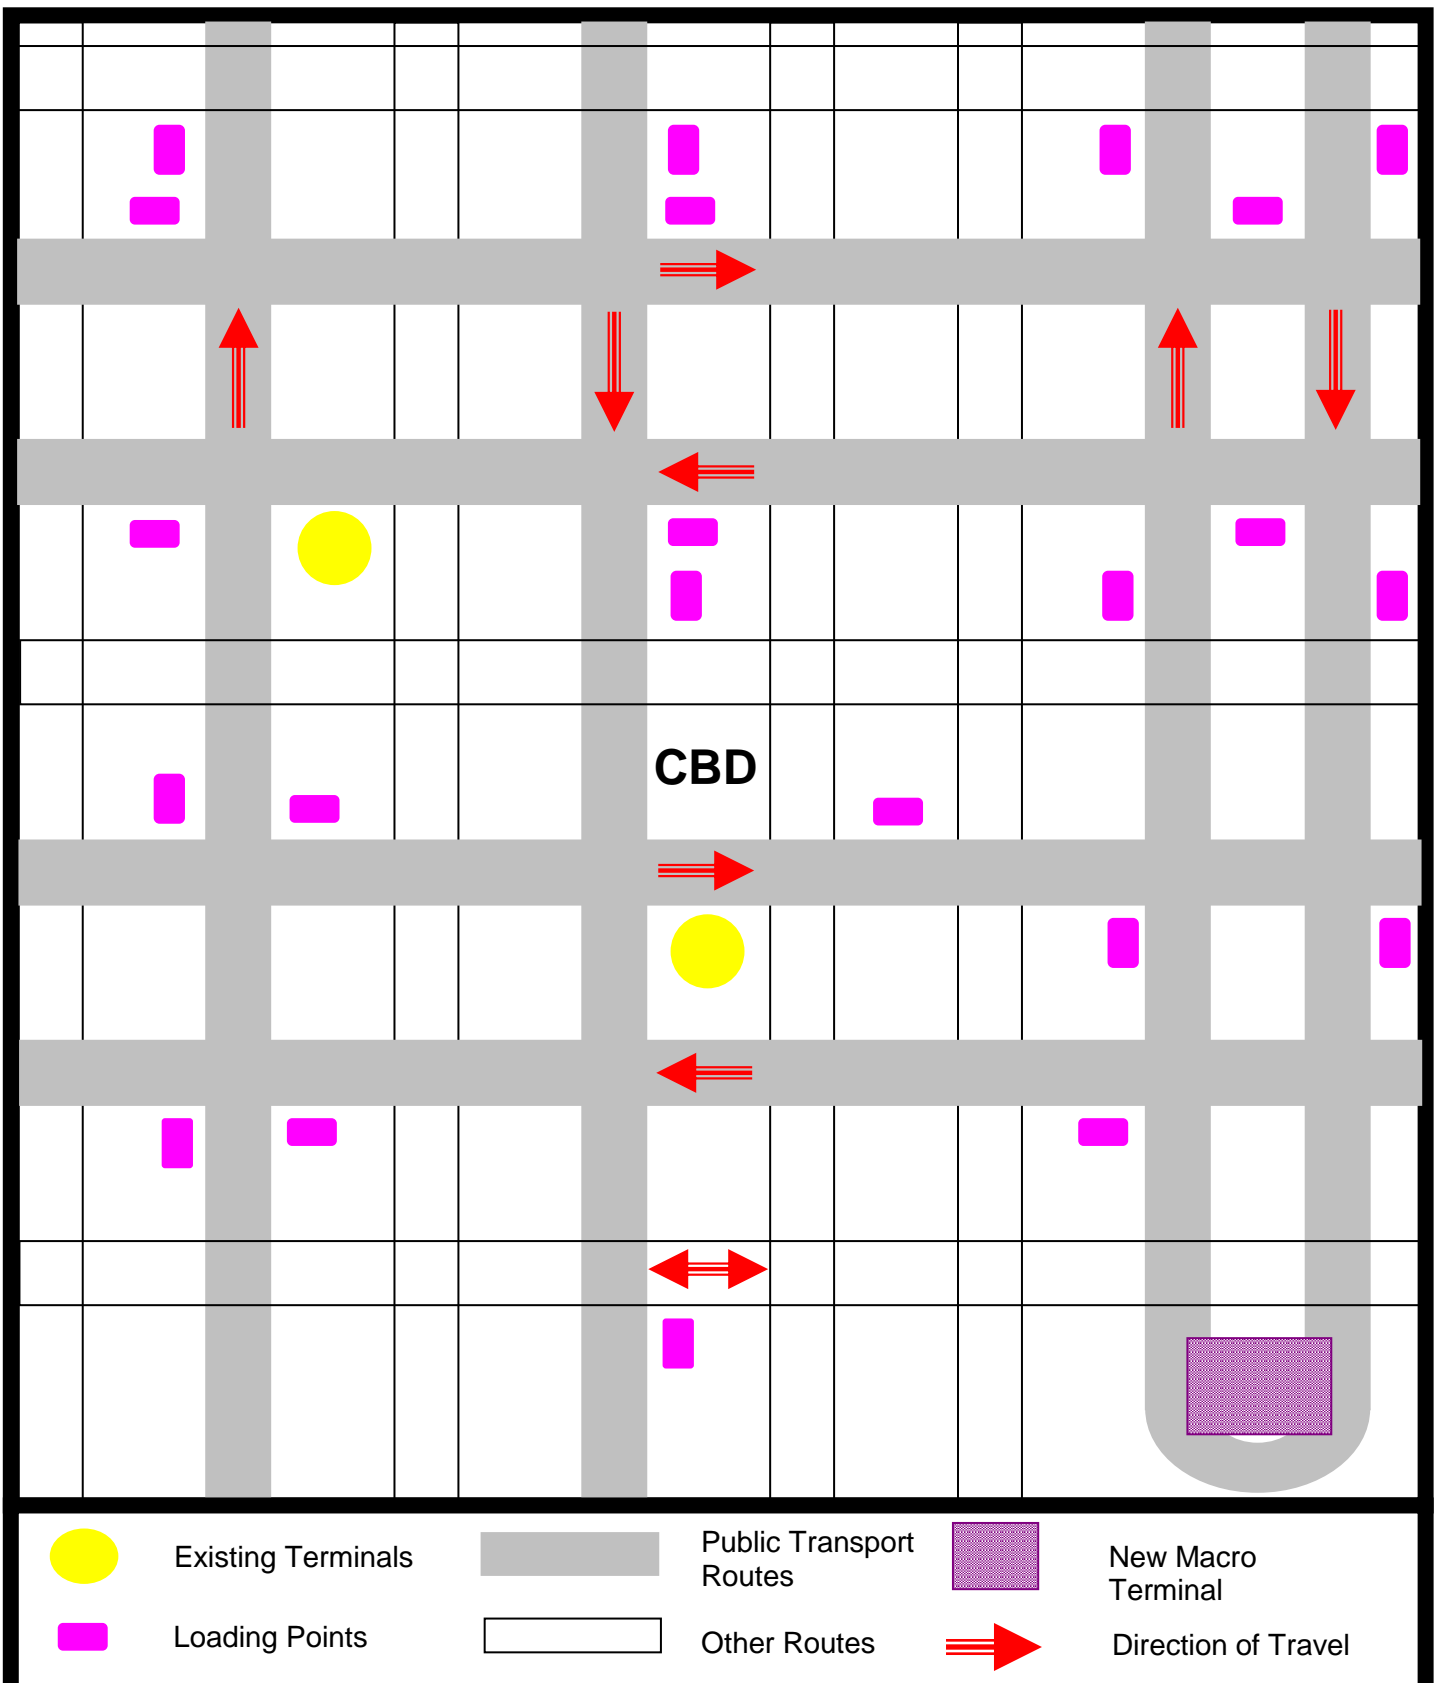 CBD
Existing Terminals
Public Transport
Routes
New Macro
Terminal
Loading Points
Other Routes
Direction of Travel